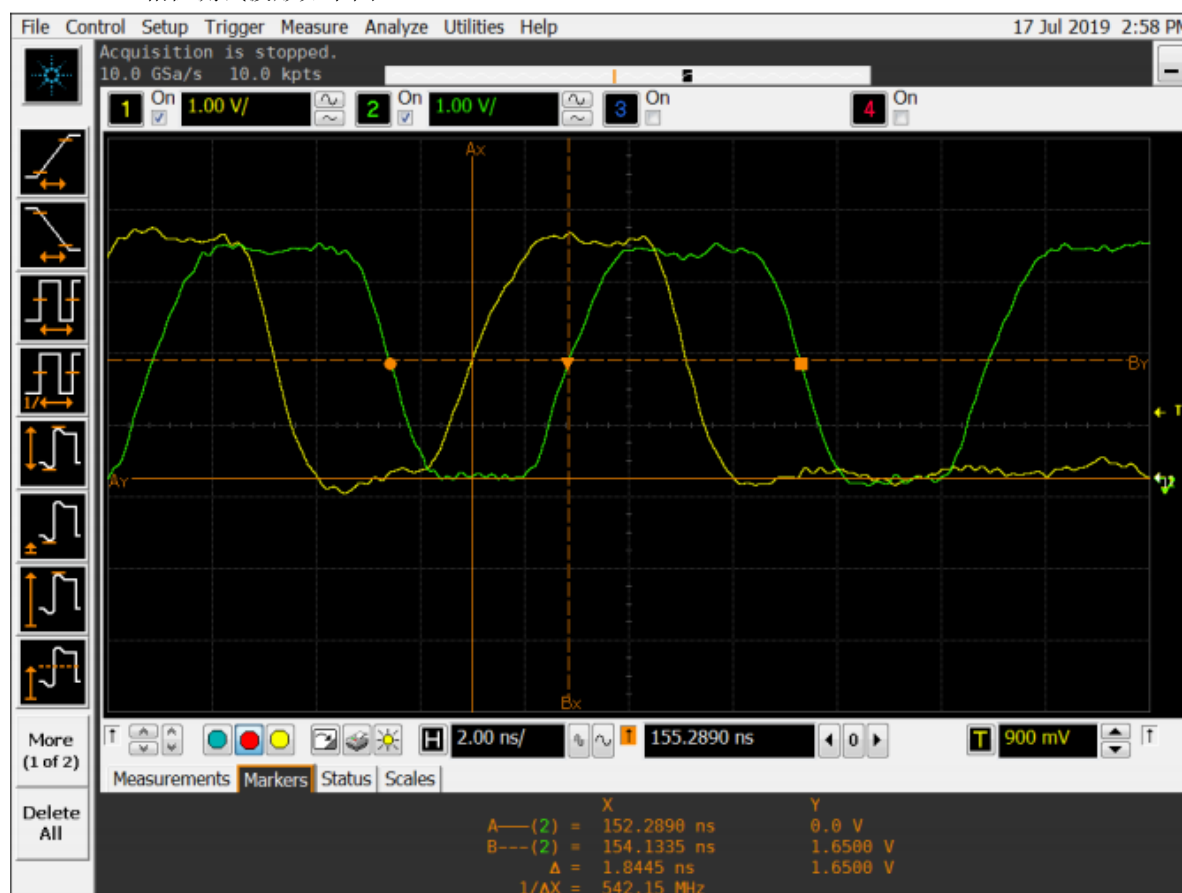 File Control Setup Trigger Measure Analyze Utilities Help 17 Jul 2019 2:58 PM
Acquisition is stopped.
10.0 GSa/s 10.0 kpts
1 On 1.00 V/ 2 On 1.00 V/ 3 On 4 On
Ax
BY
T
AY
Bx
1/
More
(1 of 2)
H 2.00 ns/ 155.2890 ns 0 T 900 mV
Measurements Markers Status Scales
Delete
All
X Y
A——(2) = 152.2890 ns 0.0 V
B---(2) = 154.1335 ns 1.6500 V
Δ = 1.8445 ns 1.6500 V
1/ΔX = 542.15 MHz